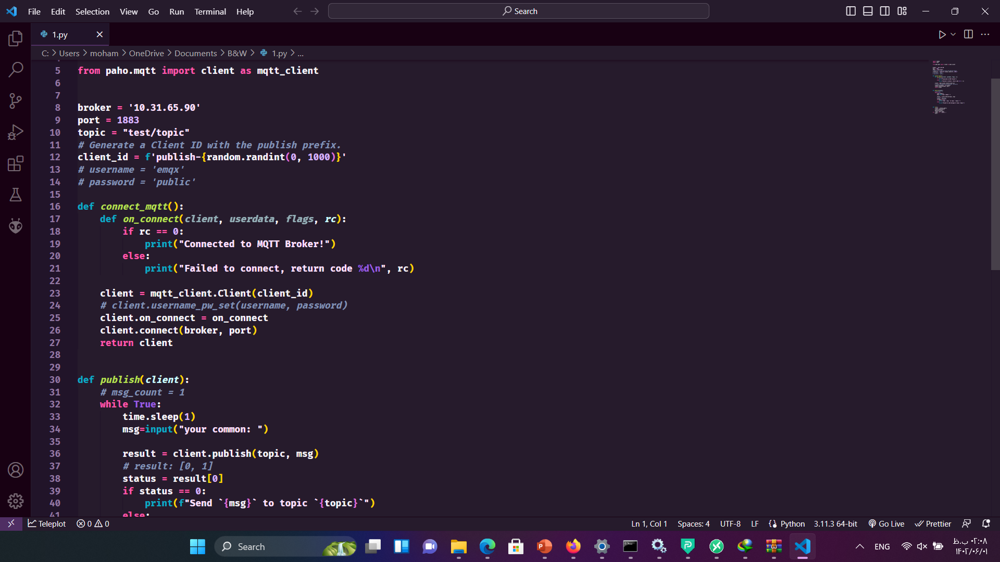 File Edit Selection View Go Run Terminal Help
Search
1.py
C: > Users > moham > OneDrive > Documents > B&W > 1.py > ...
5 from paho.mqtt import client as mqtt_client
6
7
8 broker = '10.31.65.90'
9 port = 1883
10 topic = "test/topic"
11 # Generate a Client ID with the publish prefix.
12 client_id = f'publish-{random.randint(0, 1000)}'
13 # username = 'emqx'
14 # password = 'public'
15
16 def connect_mqtt():
17     def on_connect(client, userdata, flags, rc):
18         if rc == 0:
19             print("Connected to MQTT Broker!")
20         else:
21             print("Failed to connect, return code %d\n", rc)
22
23     client = mqtt_client.Client(client_id)
24     # client.username_pw_set(username, password)
25     client.on_connect = on_connect
26     client.connect(broker, port)
27     return client
28
29
30 def publish(client):
31     # msg_count = 1
32     while True:
33         time.sleep(1)
34         msg=input("your common: ")
35
36         result = client.publish(topic, msg)
37         # result: [0, 1]
38         status = result[0]
39         if status == 0:
40             print(f"Send `{msg}` to topic `{topic}`")
41         else:
Teleplot 0 0 Ln 1, Col 1 Spaces: 4 UTF-8 LF Python 3.11.3 64-bit Go Live Prettier
Search ENG ۰۲:۰۸ ب.ظ
۱۴۰۲/۰۶/۰۱